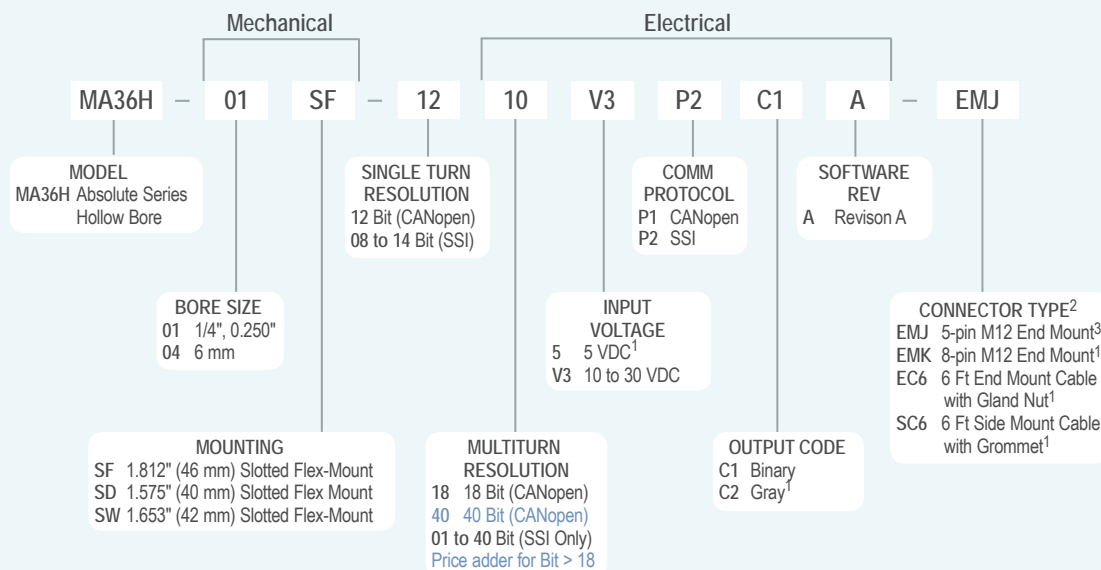 Mechanical
Electrical
MA36H – 01 SF – 12 10 V3 P2 C1 A – EMJ
MODEL
MA36H Absolute Series
Hollow Bore
SINGLE TURN
RESOLUTION
12 Bit (CANopen)
08 to 14 Bit (SSI)
COMM
PROTOCOL
P1 CANopen
P2 SSI
SOFTWARE
REV
A Revison A
BORE SIZE
01 1/4", 0.250"
04 6 mm
INPUT
VOLTAGE
5 5 VDC1
V3 10 to 30 VDC
CONNECTOR TYPE2
EMJ 5-pin M12 End Mount3
EMK 8-pin M12 End Mount1
EC6 6 Ft End Mount Cable
with Gland Nut1
SC6 6 Ft Side Mount Cable
with Grommet1
MOUNTING
SF 1.812" (46 mm) Slotted Flex-Mount
SD 1.575" (40 mm) Slotted Flex Mount
SW 1.653" (42 mm) Slotted Flex-Mount
MULTITURN
RESOLUTION
18 18 Bit (CANopen)
40 40 Bit (CANopen)
01 to 40 Bit (SSI Only)
Price adder for Bit > 18
OUTPUT CODE
C1 Binary
C2 Gray1